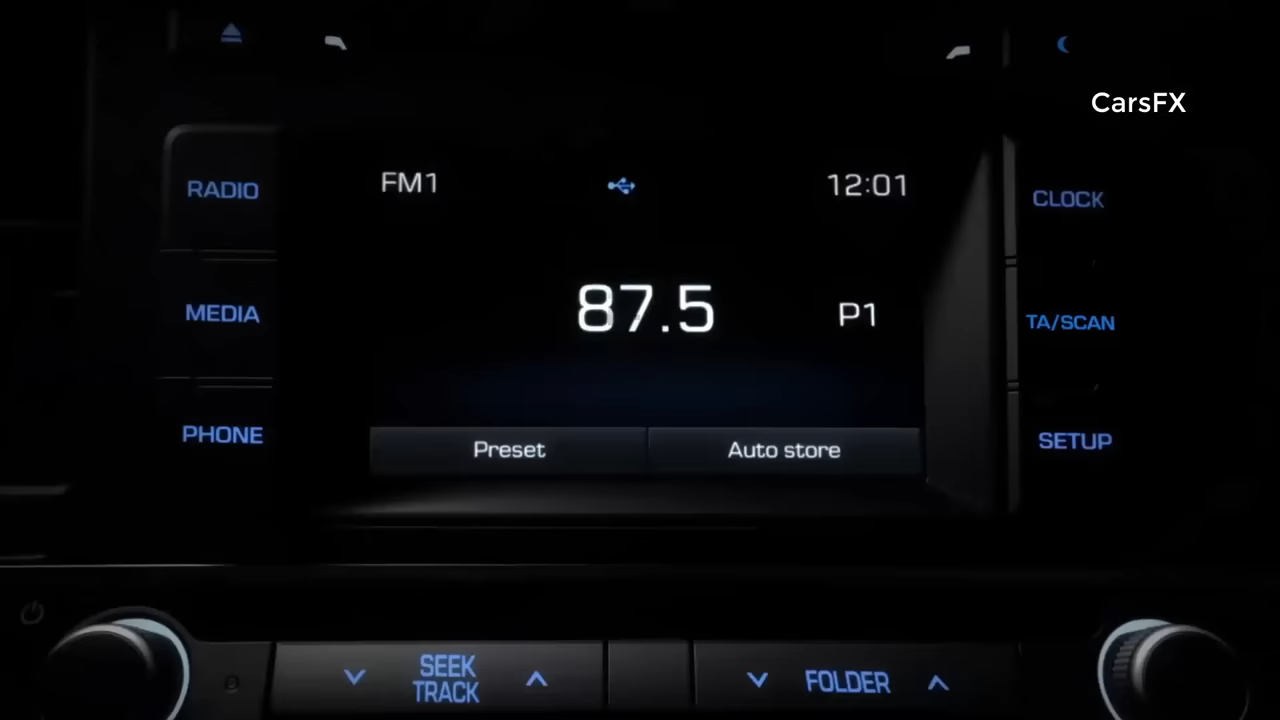 CarsFX
RADIO
FM1
12:01
CLOCK
87.5
P1
MEDIA
TA/SCAN
PHONE
Preset
Auto store
SETUP
SEEK
TRACK
FOLDER